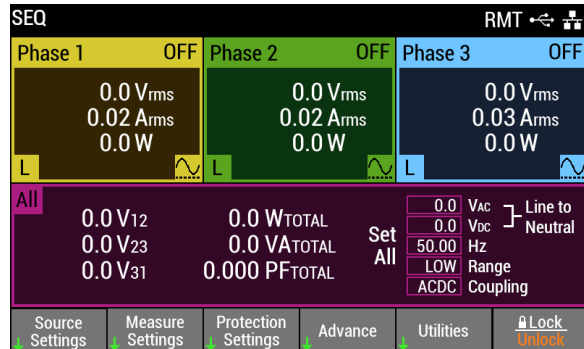 SEQ RMT
Phase 1 OFF Phase 2 OFF Phase 3 OFF
0.0 Vrms 0.0 Vrms 0.0 Vrms
0.02 Arms 0.02 Arms 0.03 Arms
0.0 W 0.0 W 0.0 W
L L L
All
0.0 V12 0.0 WTOTAL
0.0 V23 0.0 VATOTAL
0.0 V31 0.000 PFTOTAL
Set All
0.0 VAC
0.0 VDC
Line to Neutral
50.00 Hz
LOW Range
ACDC Coupling
Source Settings
Measure Settings
Protection Settings
Advance
Utilities
Lock
Unlock